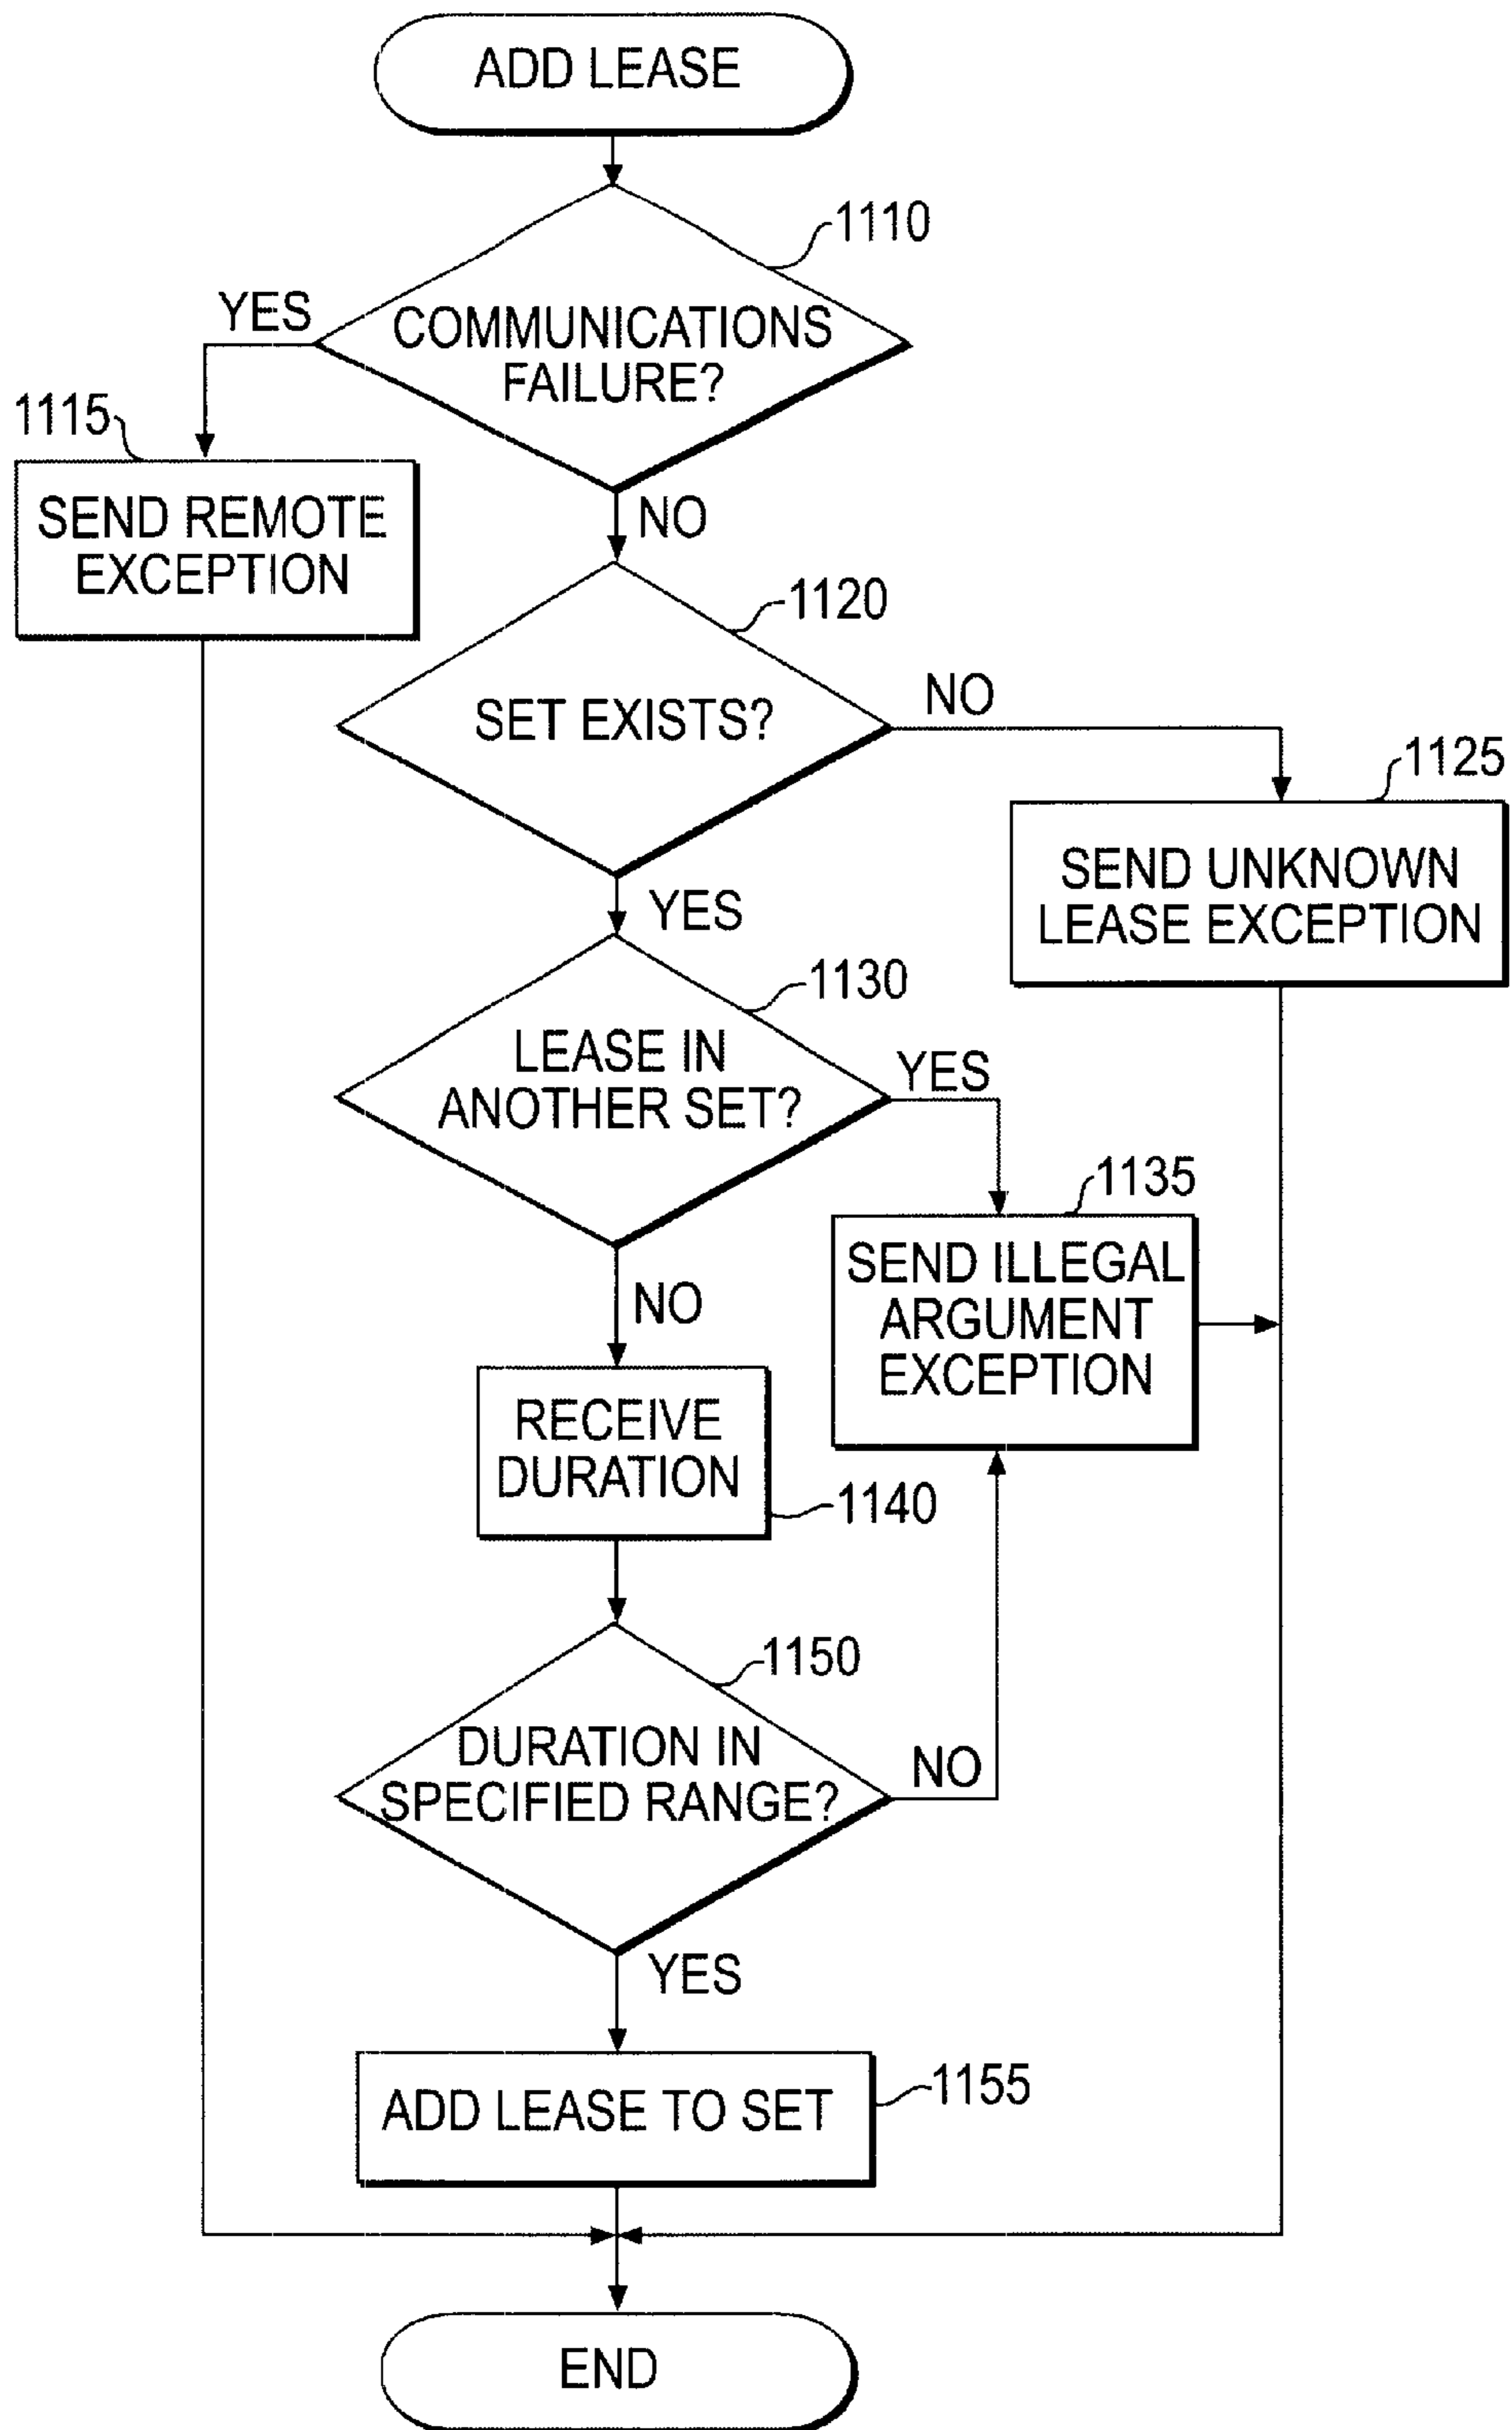 ADD LEASE
1110
YES
COMMUNICATIONS
FAILURE?
1115
SEND REMOTE
EXCEPTION
NO
1120
SET EXISTS?
NO
1125
SEND UNKNOWN
LEASE EXCEPTION
YES
1130
LEASE IN
ANOTHER SET?
YES
1135
SEND ILLEGAL
ARGUMENT
EXCEPTION
NO
RECEIVE
DURATION
1140
1150
DURATION IN
SPECIFIED RANGE?
NO
YES
ADD LEASE TO SET
1155
END